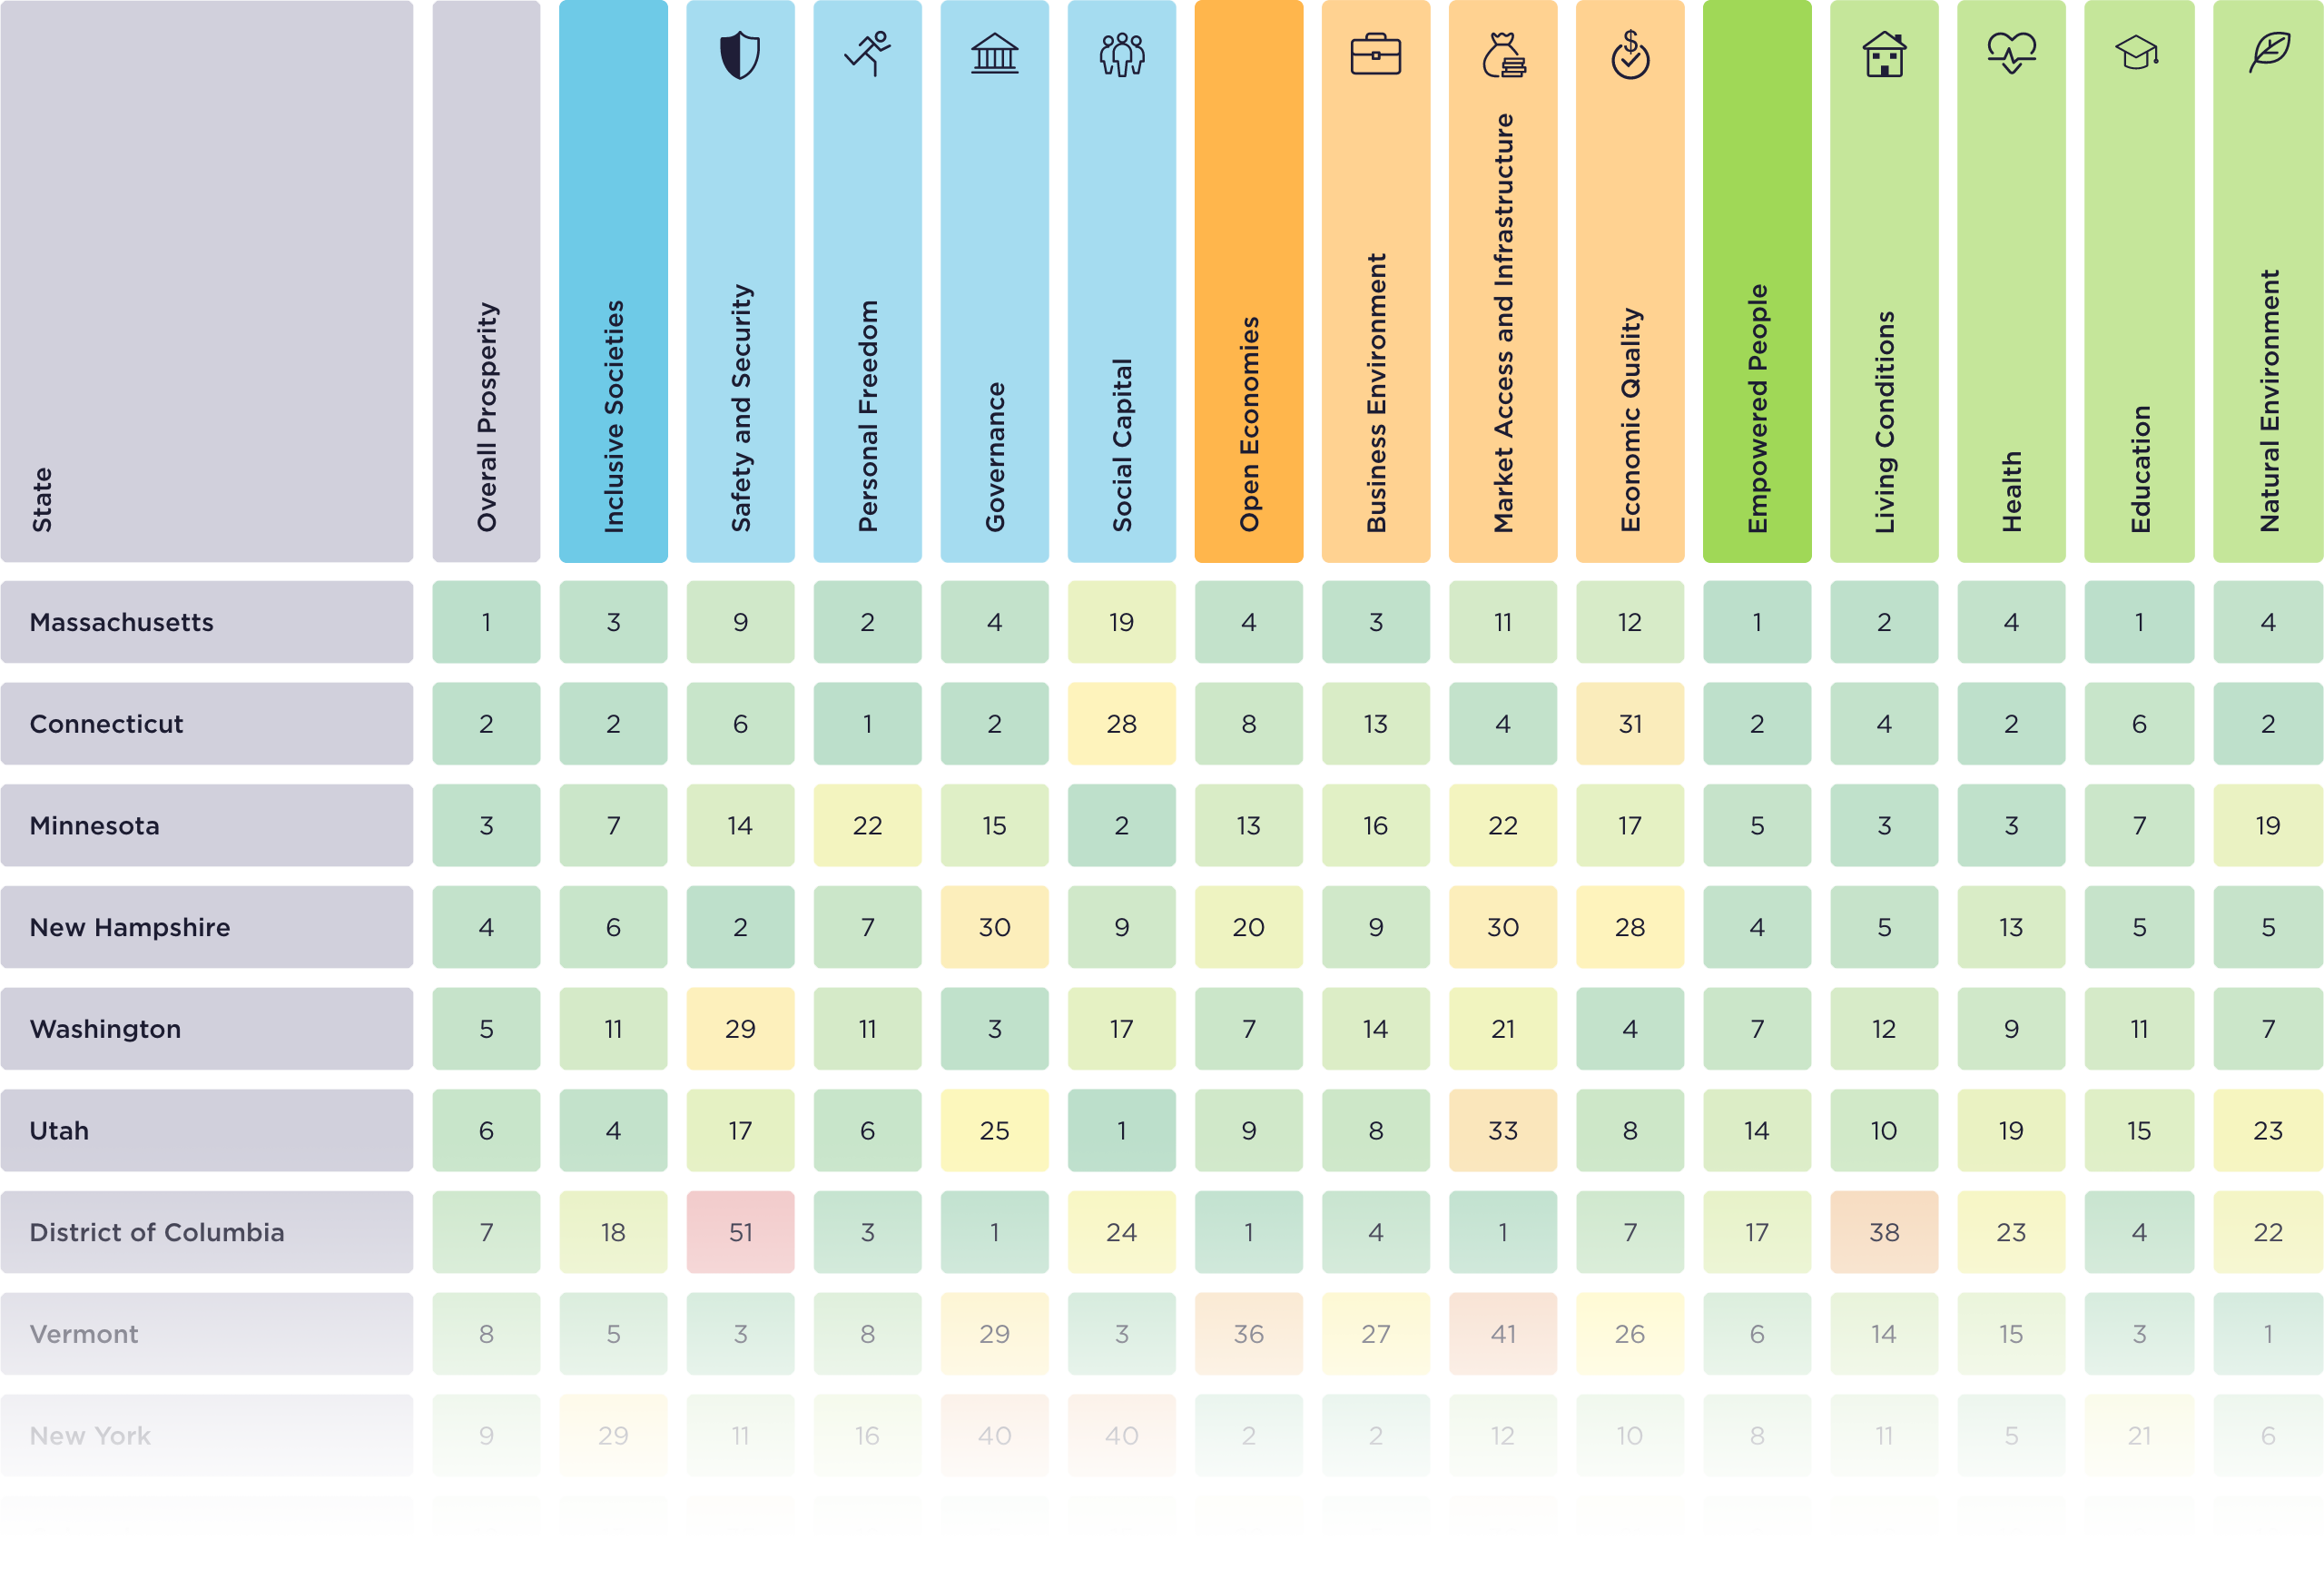 State
Overall Prosperity
Inclusive Societies
Safety and Security
Personal Freedom
Governance
Social Capital
Open Economies
Business Environment
Market Access and Infrastructure
Economic Quality
Empowered People
Living Conditions
Health
Education
Natural Environment
Massachusetts 1 3 9 2 4 19 4 3 11 12 1 2 4 1 4
Connecticut 2 2 6 1 2 28 8 13 4 31 2 4 2 6 2
Minnesota 3 7 14 22 15 2 13 16 22 17 5 3 3 7 19
New Hampshire 4 6 2 7 30 9 20 9 30 28 4 5 13 5 5
Washington 5 11 29 11 3 17 7 14 21 4 7 12 9 11 7
Utah 6 4 17 6 25 1 9 8 33 8 14 10 19 15 23
District of Columbia 7 18 51 3 1 24 1 4 1 7 17 38 23 4 22
Vermont 8 5 3 8 29 3 36 27 41 26 6 14 15 3 1
New York 9 29 11 16 40 40 2 2 12 10 8 11 5 21 6